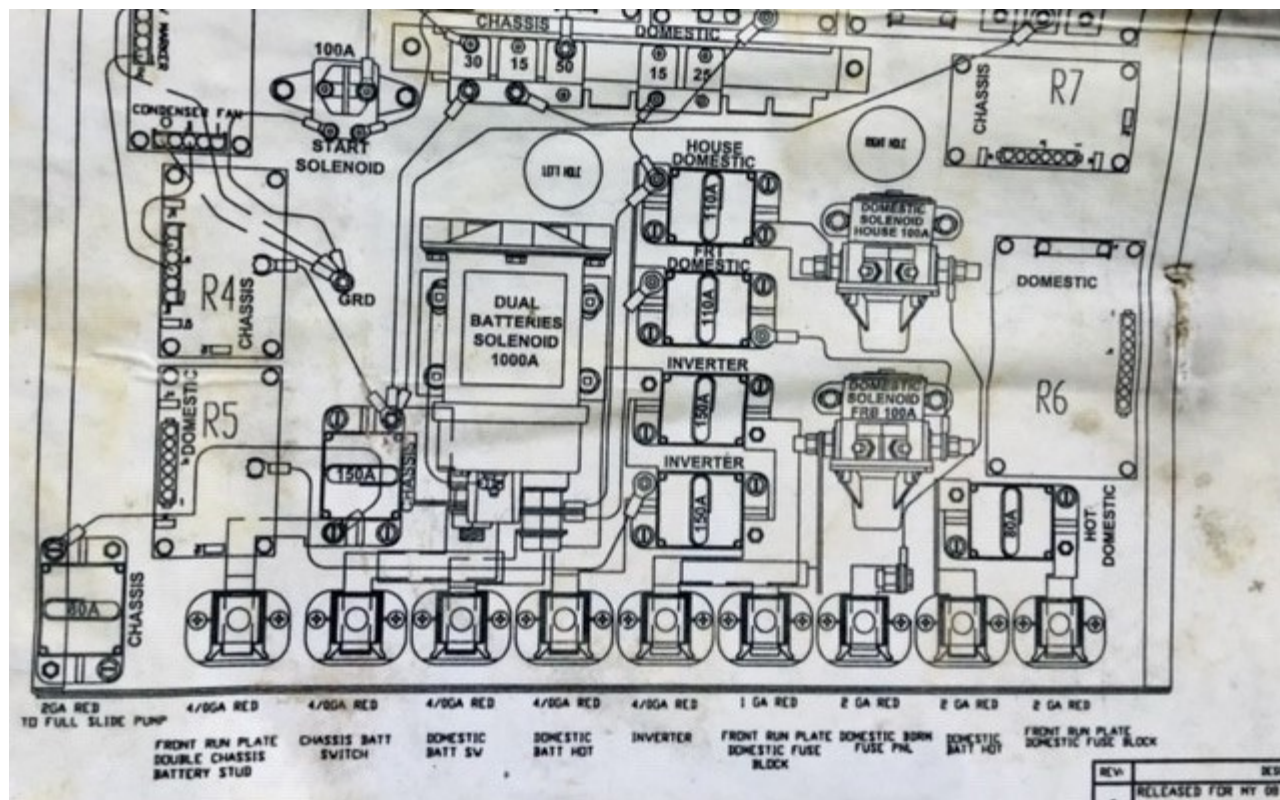 CHASSIS
DOMESTIC
MARKER
100A
30
15
50
15
25
CONDENSER FAN
START
SOLENOID
CHASSIS
R7
HOUSE
DOMESTIC
110A
LEFT HOLE
RIGHT HOLE
DOMESTIC
SOLENOID
HOUSE 100A
R4
CHASSIS
GRD
FRT
DOMESTIC
110A
DUAL
BATTERIES
SOLENOID
1000A
DOMESTIC
R6
INVERTER
150A
DOMESTIC
SOLENOID
FRB 100A
R5
DOMESTIC
150A
CHASSIS
INVERTER
150A
80A
HOT
DOMESTIC
80A
CHASSIS
2GA RED
TO FULL SLIDE PUMP
4/0GA RED
FRONT RUN PLATE
DOUBLE CHASSIS
BATTERY STUD
4/0GA RED
CHASSIS BATT
SWITCH
4/0GA RED
DOMESTIC
BATT SW
4/0GA RED
DOMESTIC
BATT HOT
4/0GA RED
INVERTER
1 GA RED
FRONT RUN PLATE
DOMESTIC FUSE
BLOCK
2 GA RED
DOMESTIC BDRM
FUSE PNL
2 GA RED
DOMESTIC
BATT HOT
2 GA RED
FRONT RUN PLATE
DOMESTIC FUSE BLOCK
REV:
RELEASED FOR MY 08